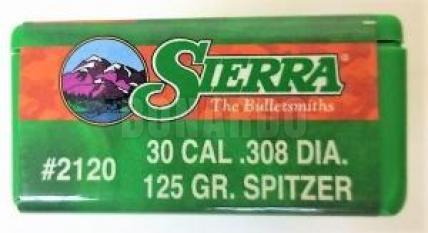 SIERRA®
The Bulletsmiths
#2120
30 CAL .308 DIA.
125 GR. SPITZER